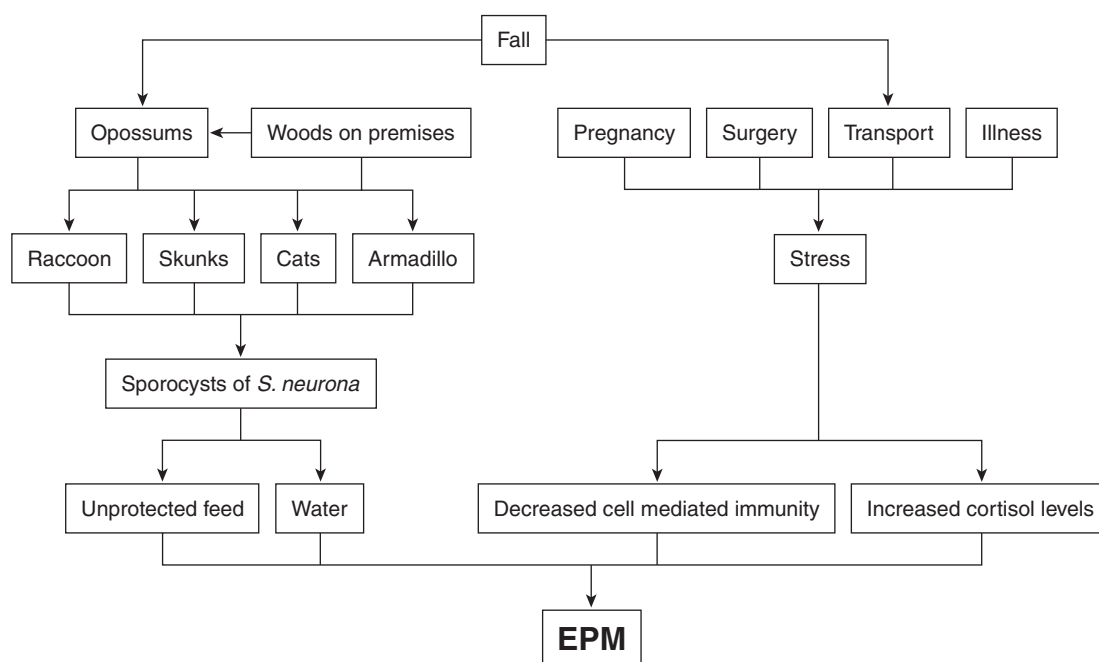 Fall
Opossums
Woods on premises
Pregnancy
Surgery
Transport
Illness
Raccoon
Skunks
Cats
Armadillo
Stress
Sporocysts of S. neurona
Unprotected feed
Water
Decreased cell mediated immunity
Increased cortisol levels
EPM